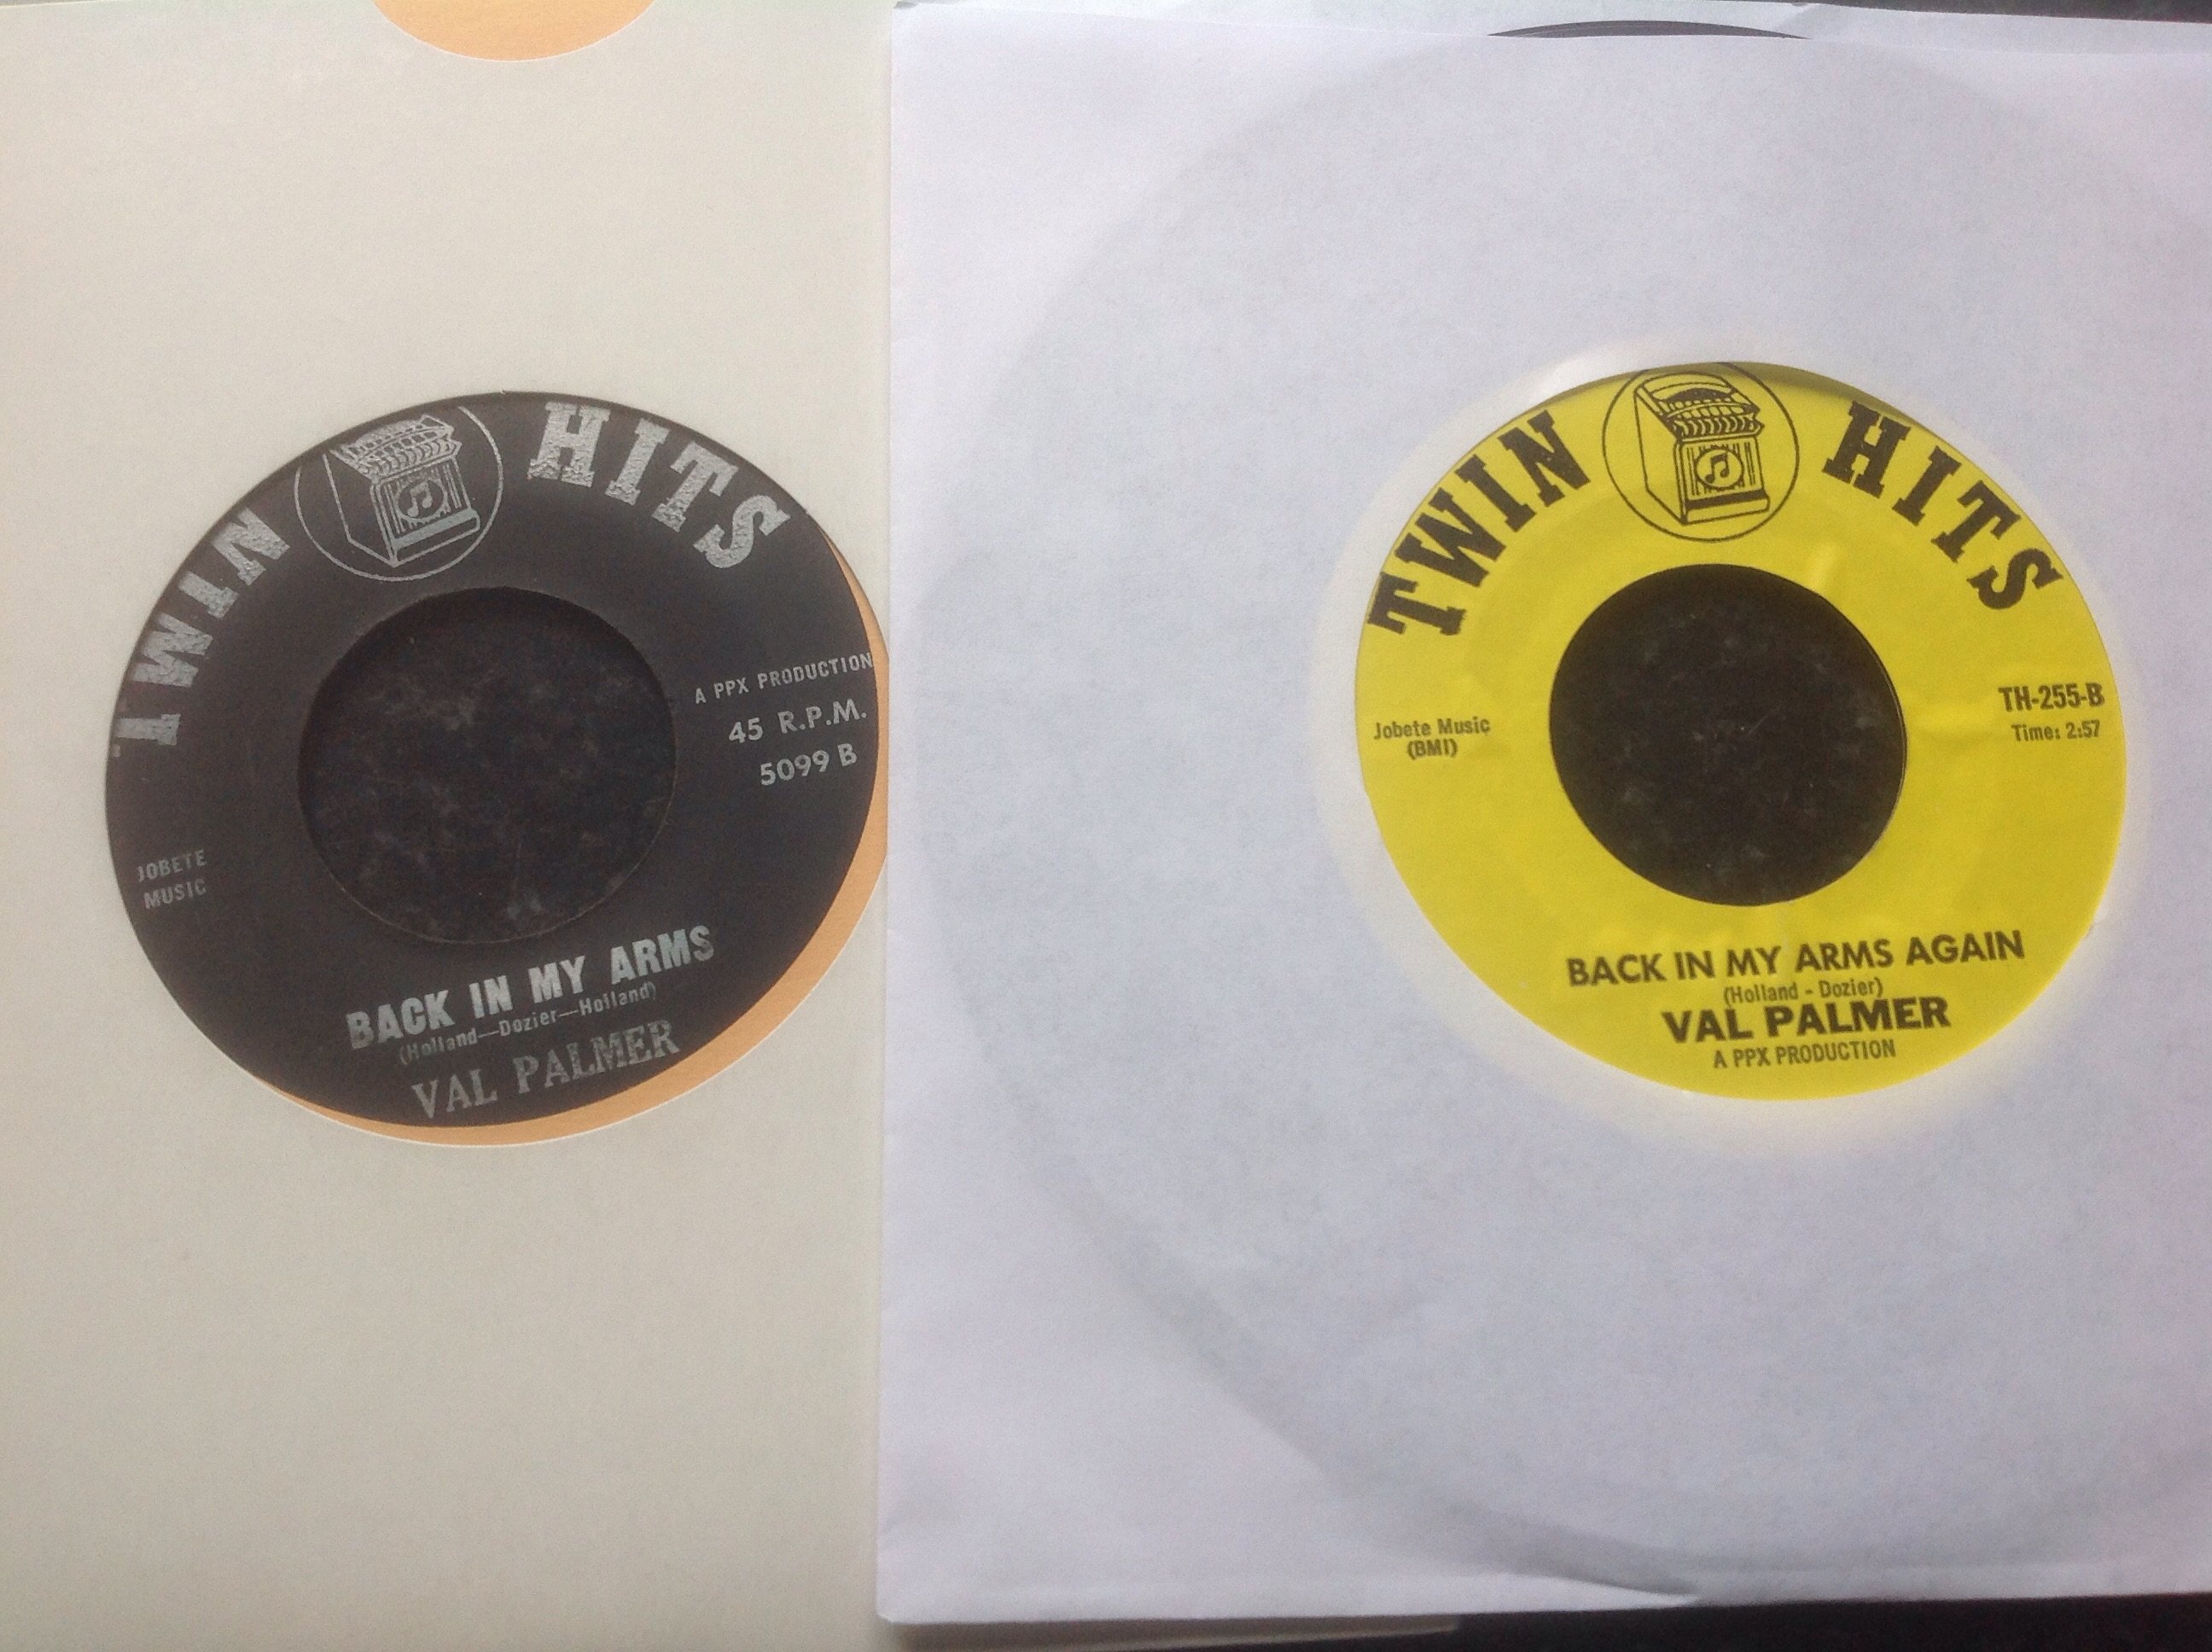 TWIN HITS
A PPX PRODUCTION
45 R.P.M.
5099 B
JOBETE
MUSIC
BACK IN MY ARMS
(Holland—Dozier—Holland)
VAL PALMER
TWIN HITS
TH-255-B
Time: 2:57
Jobete Music
(BMI)
BACK IN MY ARMS AGAIN
(Holland - Dozier)
VAL PALMER
A PPX PRODUCTION